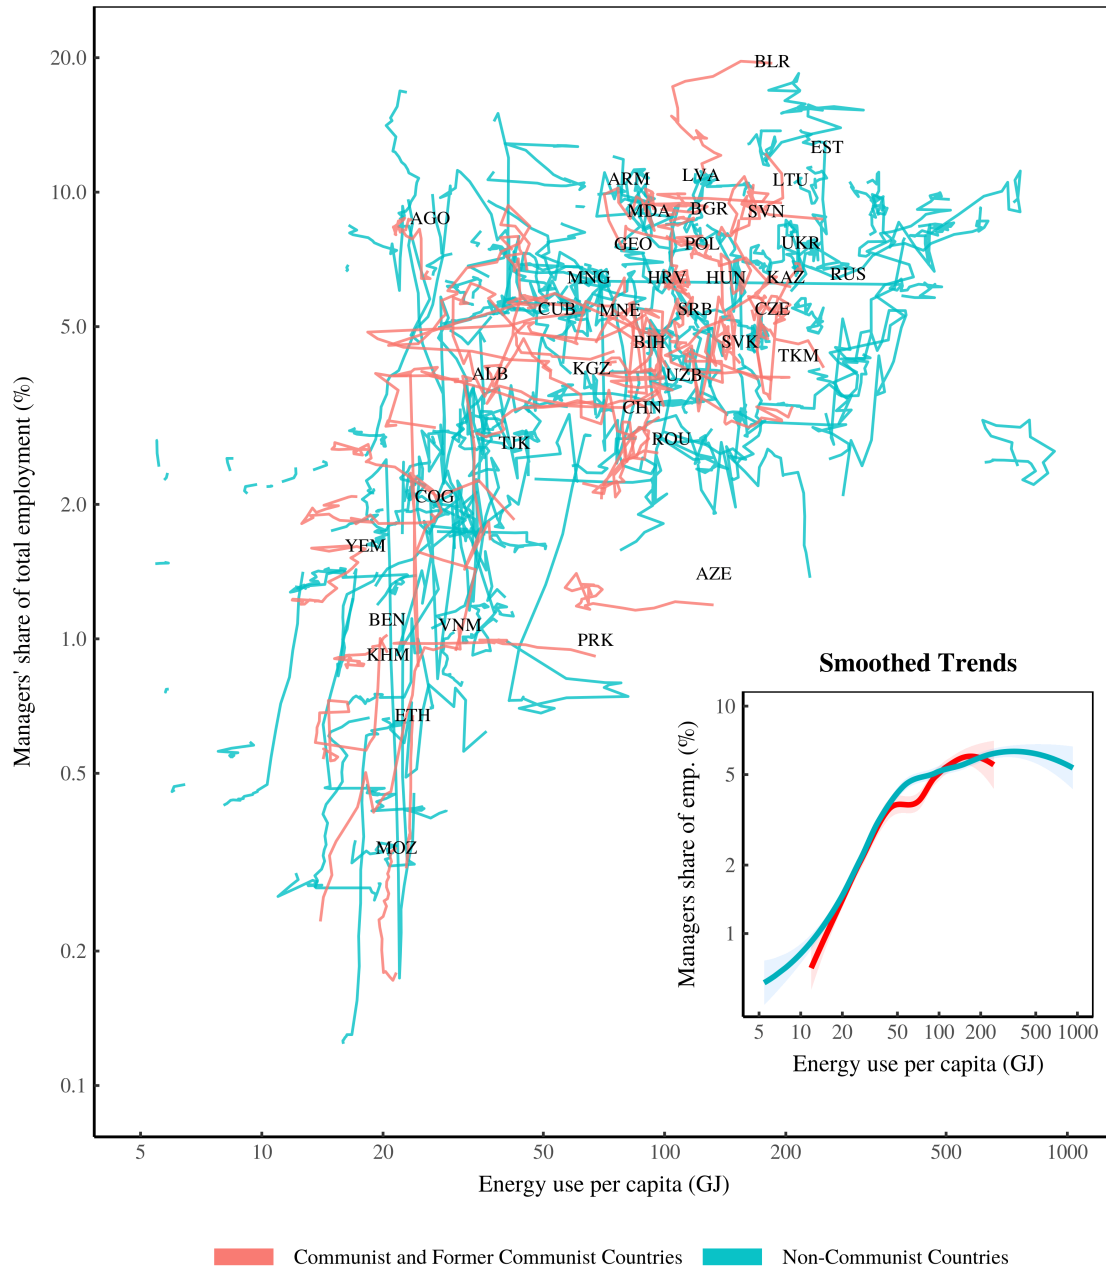 20.0
10.0
5.0
2.0
1.0
0.5
0.2
0.1
Managers' share of total employment (%)
BLR
EST
LVA
ARM
LTU
MDA
BGR
SVN
AGO
GEO
POL
UKR
MNG
HRV
HUN
KAZ
RUS
CUB
MNE
SRB
CZE
BIH
SVK
TKM
KGZ
ALB
UZB
CHN
TJK
ROU
COG
YEM
AZE
BEN
VNM
PRK
KHM
ETH
MOZ
Smoothed Trends
10
5
2
1
Managers share of emp. (%)
5 10 20 50 100 200 500 1000
Energy use per capita (GJ)
5 10 20 50 100 200 500 1000
Energy use per capita (GJ)
Communist and Former Communist Countries Non-Communist Countries